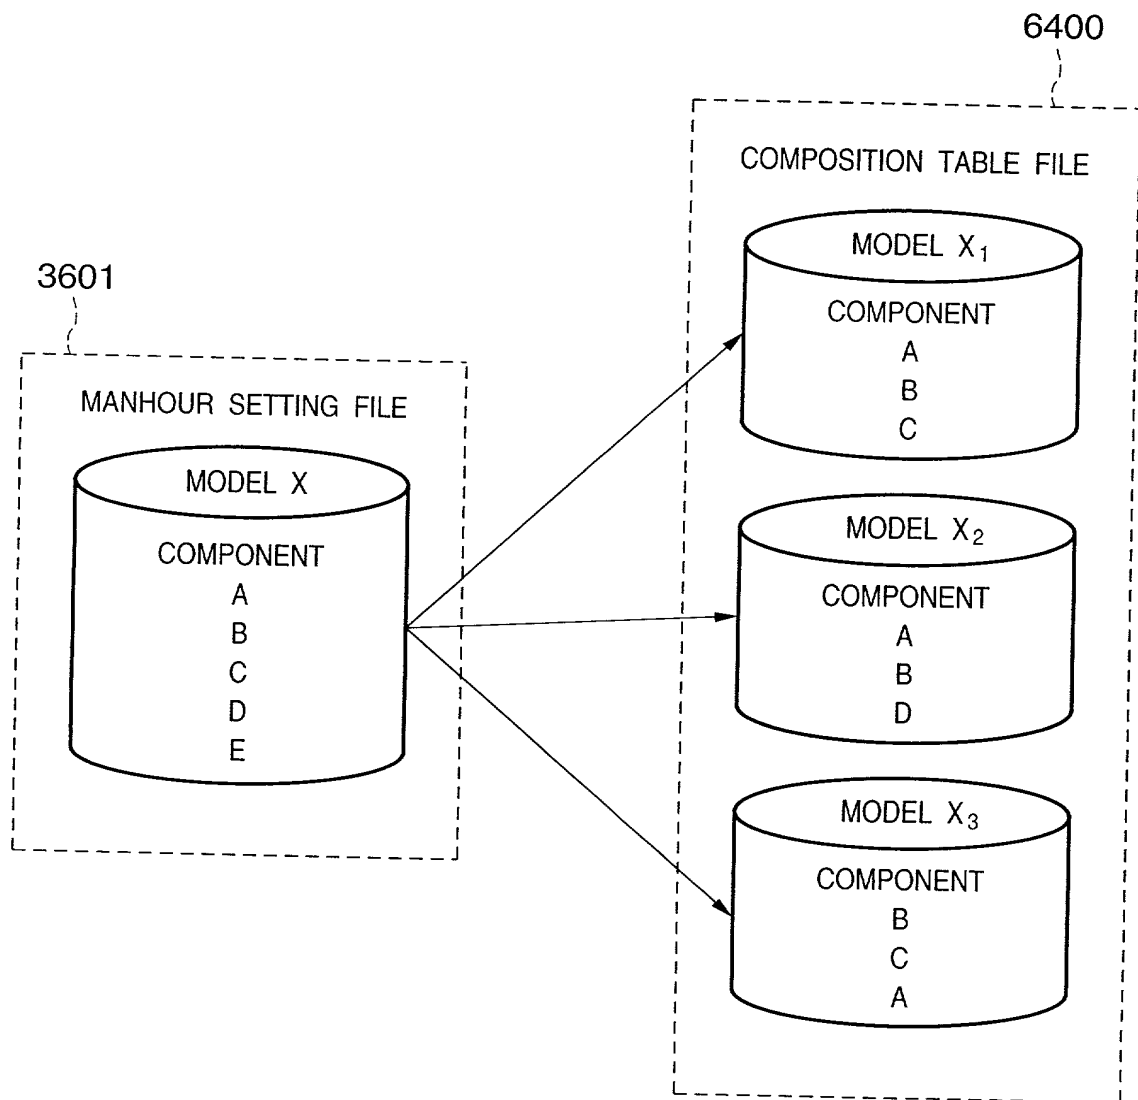 6400
COMPOSITION TABLE FILE
MODEL X1
COMPONENT
A
B
C
MODEL X2
COMPONENT
A
B
D
MODEL X3
COMPONENT
B
C
A
3601
MANHOUR SETTING FILE
MODEL X
COMPONENT
A
B
C
D
E